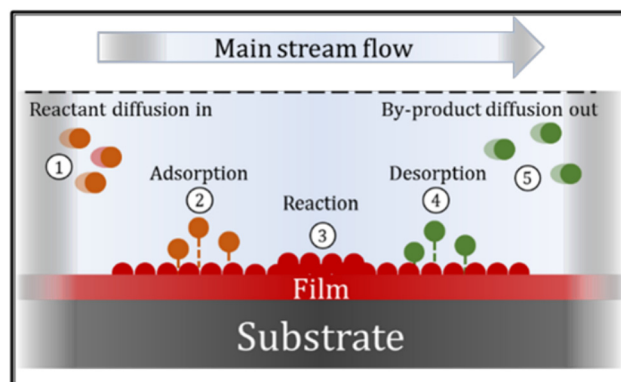 Main stream flow
Reactant diffusion in
By-product diffusion out
1
5
Adsorption
Desorption
2
4
Reaction
3
Film
Substrate